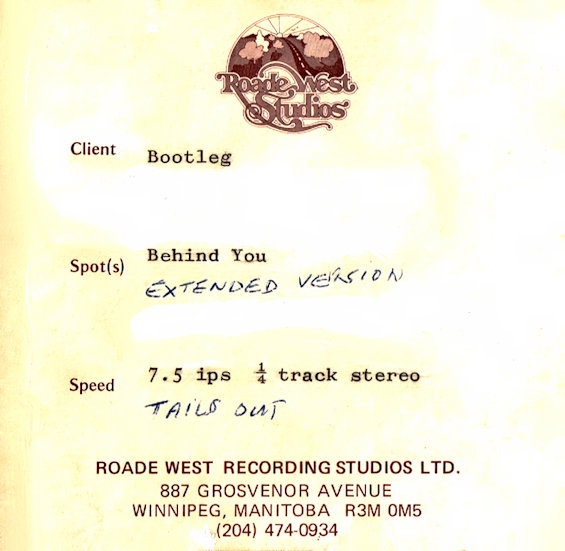 Roade West
Studios
Client Bootleg
Spot(s) Behind You
EXTENDED VERSION
Speed 7.5 ips ¼ track stereo
TAILS OUT
ROADE WEST RECORDING STUDIOS LTD.
887 GROSVENOR AVENUE
WINNIPEG, MANITOBA R3M 0M5
(204) 474-0934